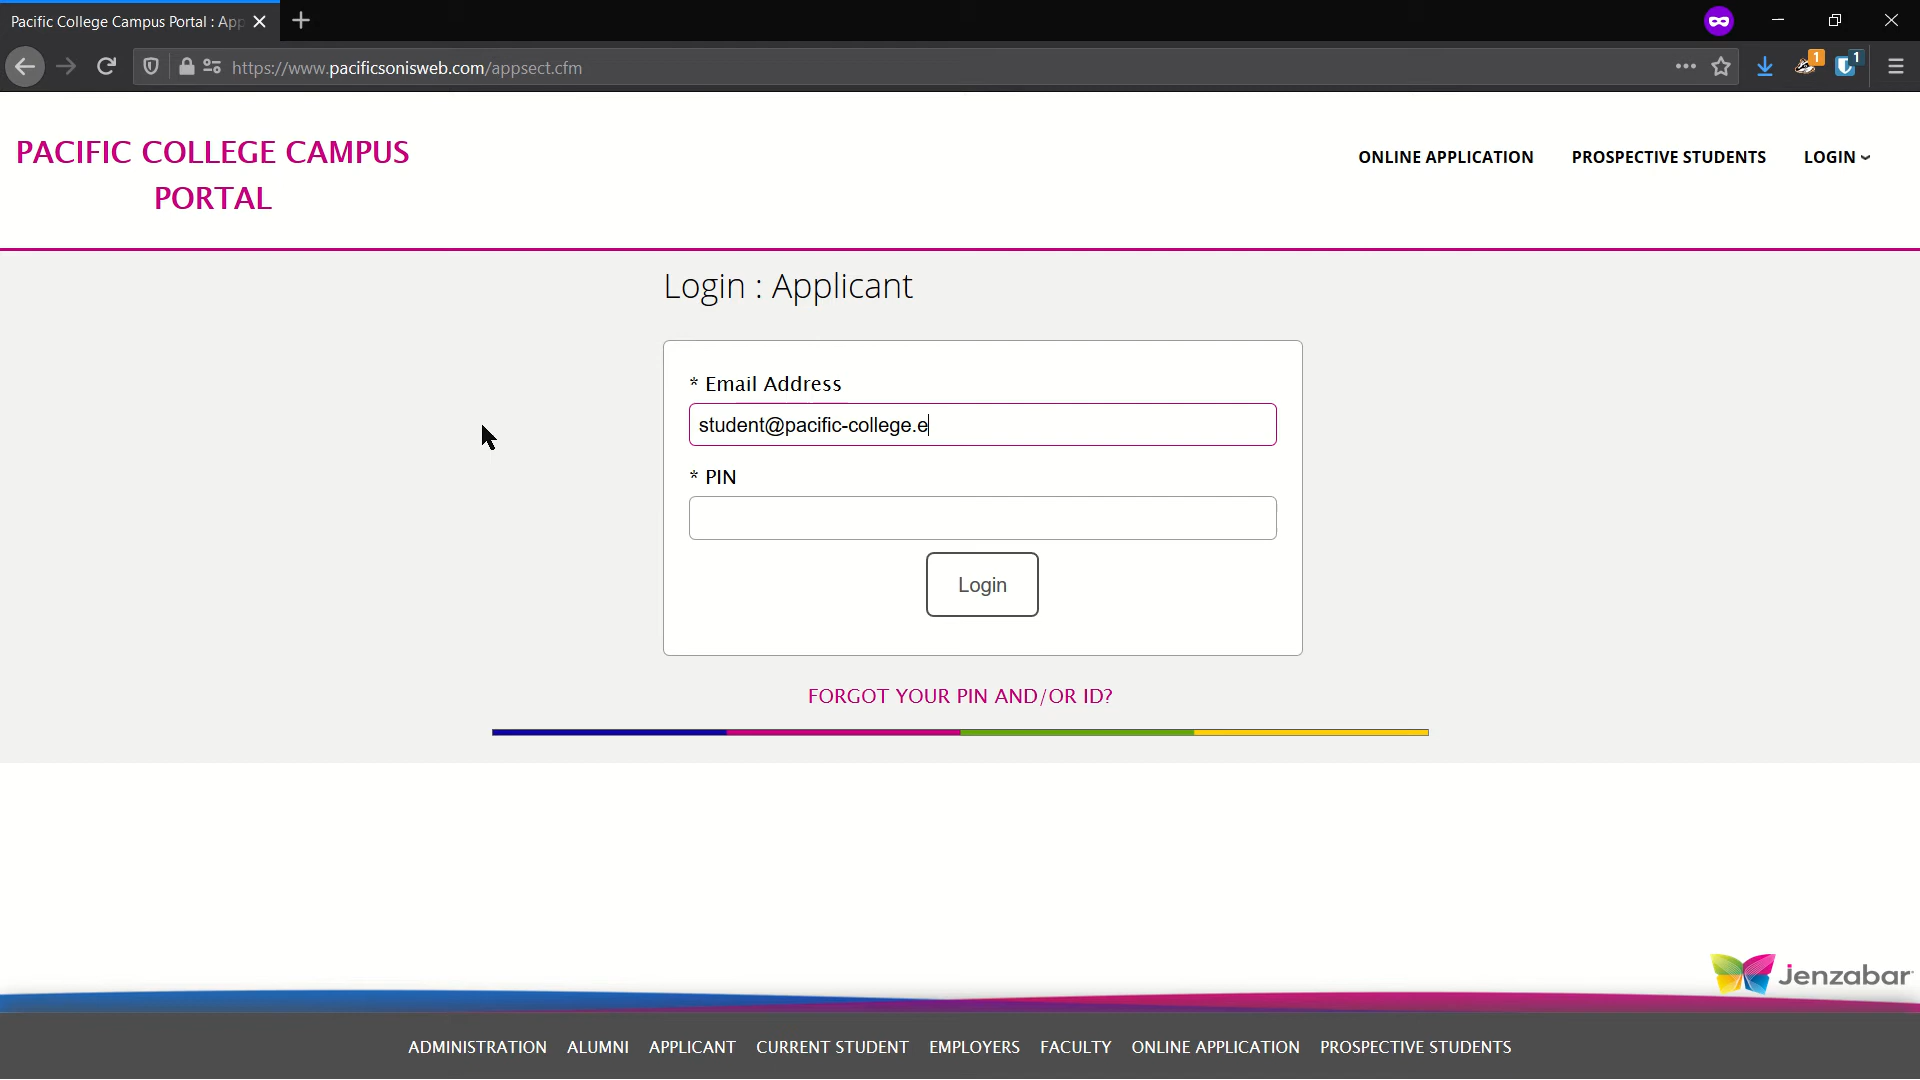 Pacific College Campus Portal : App
https://www.pacificsonisweb.com/appsect.cfm
1
1
PACIFIC COLLEGE CAMPUS
PORTAL
ONLINE APPLICATION
PROSPECTIVE STUDENTS
LOGIN
Login : Applicant
* Email Address
student@pacific-college.e
* PIN
Login
FORGOT YOUR PIN AND/OR ID?
Jenzabar
ADMINISTRATION ALUMNI APPLICANT CURRENT STUDENT EMPLOYERS FACULTY ONLINE APPLICATION PROSPECTIVE STUDENTS